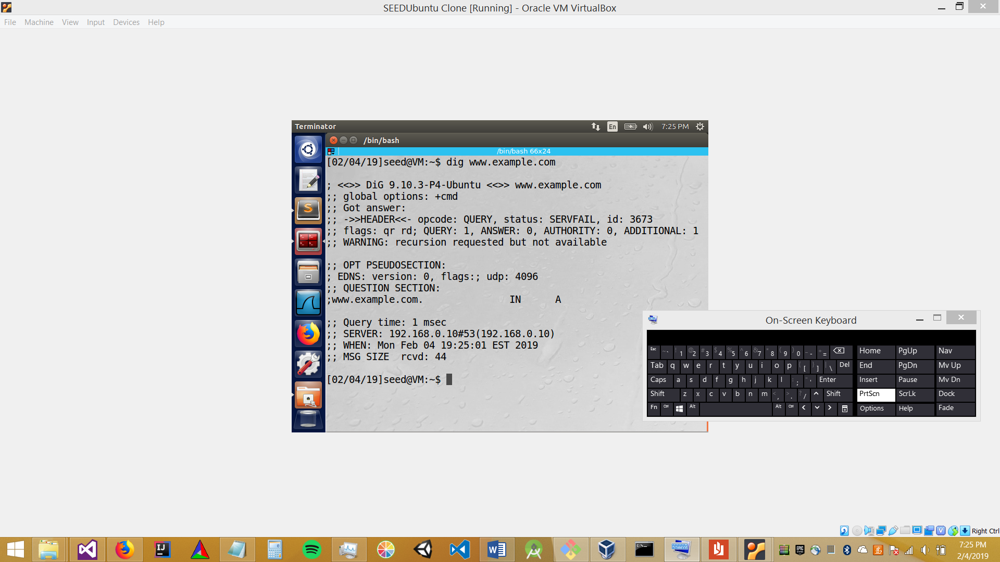 SEEDUbuntu Clone [Running] - Oracle VM VirtualBox
File Machine View Input Devices Help
Terminator
En
7:25 PM
/bin/bash
/bin/bash 66x24
[02/04/19]seed@VM:~$ dig www.example.com
; <<>> DiG 9.10.3-P4-Ubuntu <<>> www.example.com
;; global options: +cmd
;; Got answer:
;; ->>HEADER<<- opcode: QUERY, status: SERVFAIL, id: 3673
;; flags: qr rd; QUERY: 1, ANSWER: 0, AUTHORITY: 0, ADDITIONAL: 1
;; WARNING: recursion requested but not available
;; OPT PSEUDOSECTION:
; EDNS: version: 0, flags:; udp: 4096
;; QUESTION SECTION:
;www.example.com. IN A
;; Query time: 1 msec
;; SERVER: 192.168.0.10#53(192.168.0.10)
;; WHEN: Mon Feb 04 19:25:01 EST 2019
;; MSG SIZE rcvd: 44
[02/04/19]seed@VM:~$
On-Screen Keyboard
Esc ~ ` ! 1 @ 2 # 3 $ 4 % 5 ^ 6 & 7 * 8 ( 9 ) 0 _ - + = Home PgUp Nav
Tab q w e r t y u i o p { [ } ] | \ Del End PgDn Mv Up
Caps a s d f g h j k l : ; " ' Enter Insert Pause Mv Dn
Shift z x c v b n m < , > . ? / Shift PrtScn ScrLk Dock
Fn Ctrl Alt Alt Ctrl Options Help Fade
Right Ctrl
7:25 PM
2/4/2019